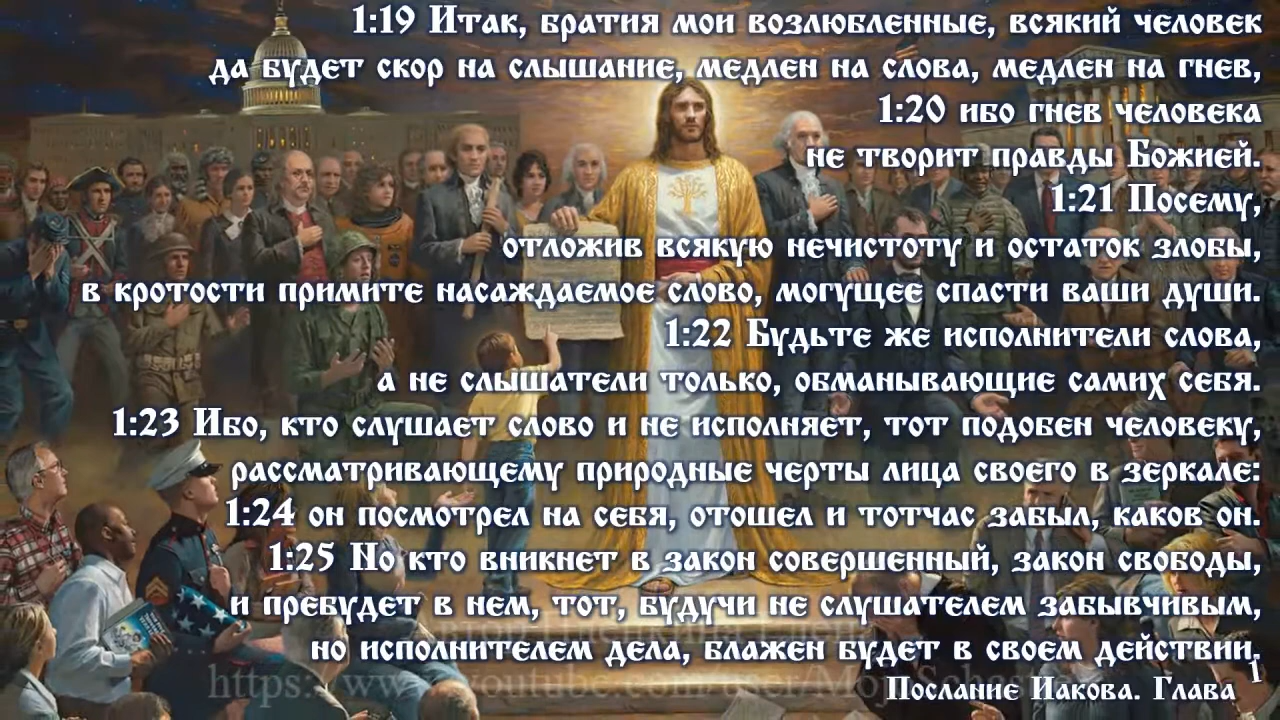 1:19 Итак, братия мои возлюбленные, всякий человек
да будет скор на слышание, медлен на слова, медлен на гнев,
1:20 ибо гнев человека
не творит правды Божией.
1:21 Посему,
отложив всякую нечистоту и остаток злобы,
в кротости примите насаждаемое слово, могущее спасти ваши души.
1:22 Будьте же исполнители слова,
а не слышатели только, обманывающие самих себя.
1:23 Ибо, кто слушает слово и не исполняет, тот подобен человеку,
рассматривающему природные черты лица своего в зеркале:
1:24 он посмотрел на себя, отошел и тотчас забыл, каков он.
1:25 Но кто вникнет в закон совершенный, закон свободы,
и пребудет в нем, тот, будучи не слушателем забывчивым,
но исполнителем дела, блажен будет в своем действии.
https://www.youtube.com/user/
Послание Иакова. Глава 1